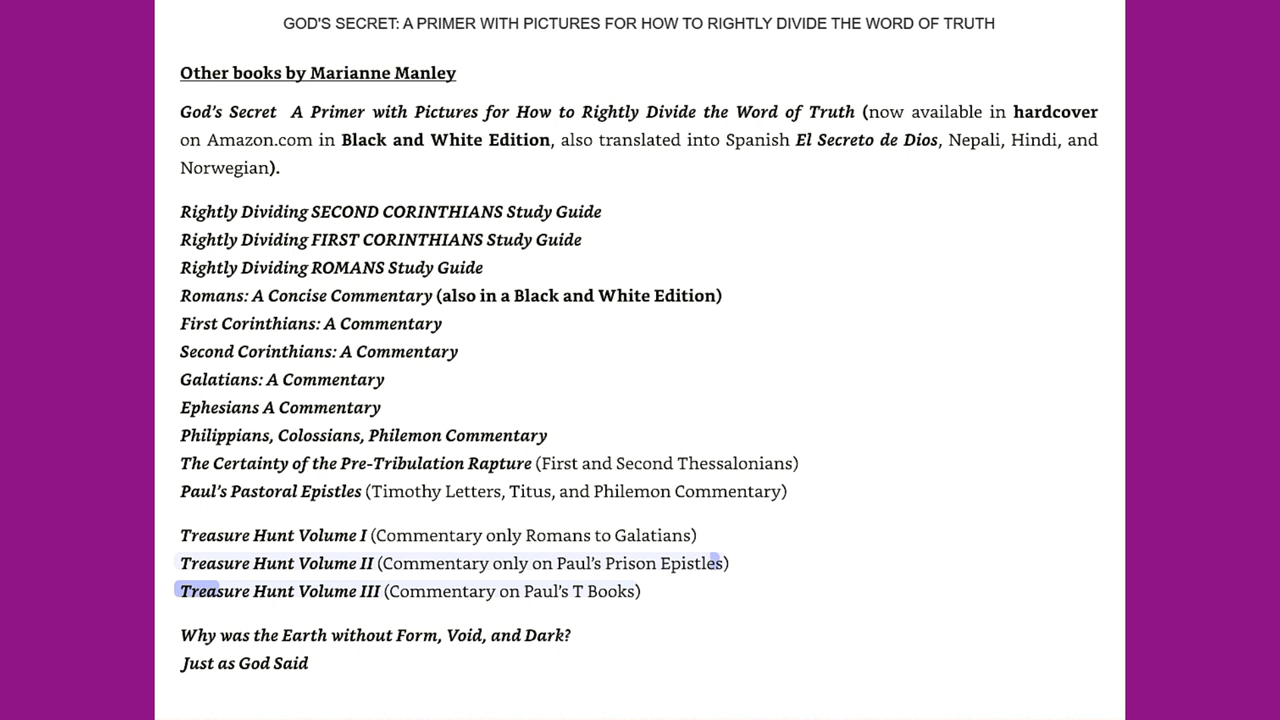 GOD'S SECRET: A PRIMER WITH PICTURES FOR HOW TO RIGHTLY DIVIDE THE WORD OF TRUTH
Other books by Marianne Manley
God's Secret  A Primer with Pictures for How to Rightly Divide the Word of Truth (now available in hardcover
on Amazon.com in Black and White Edition, also translated into Spanish El Secreto de Dios, Nepali, Hindi, and
Norwegian).
Rightly Dividing SECOND CORINTHIANS Study Guide
Rightly Dividing FIRST CORINTHIANS Study Guide
Rightly Dividing ROMANS Study Guide
Romans: A Concise Commentary (also in a Black and White Edition)
First Corinthians: A Commentary
Second Corinthians: A Commentary
Galatians: A Commentary
Ephesians A Commentary
Philippians, Colossians, Philemon Commentary
The Certainty of the Pre-Tribulation Rapture (First and Second Thessalonians)
Paul's Pastoral Epistles (Timothy Letters, Titus, and Philemon Commentary)
Treasure Hunt Volume I (Commentary only Romans to Galatians)
Treasure Hunt Volume II (Commentary only on Paul's Prison Epistles)
Treasure Hunt Volume III (Commentary on Paul's T Books)
Why was the Earth without Form, Void, and Dark?
Just as God Said